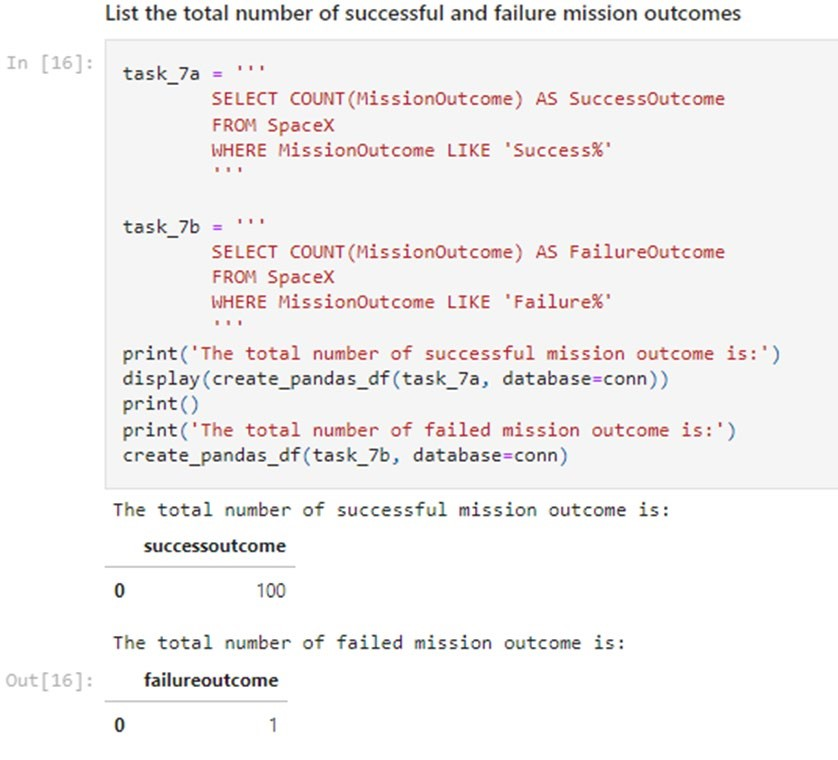 List the total number of successful and failure mission outcomes
In [16]:
task_7a = '''
SELECT COUNT(MissionOutcome) AS SuccessOutcome
FROM SpaceX
WHERE MissionOutcome LIKE 'Success%'
'''
task_7b = '''
SELECT COUNT(MissionOutcome) AS FailureOutcome
FROM SpaceX
WHERE MissionOutcome LIKE 'Failure%'
'''
print('The total number of successful mission outcome is:')
display(create_pandas_df(task_7a, database=conn))
print()
print('The total number of failed mission outcome is:')
create_pandas_df(task_7b, database=conn)
The total number of successful mission outcome is:
successoutcome
0 100
The total number of failed mission outcome is:
Out[16]: failureoutcome
0 1